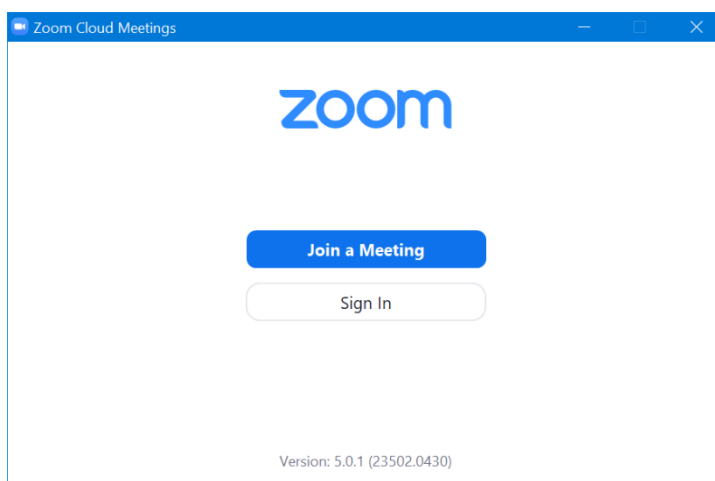 Zoom Cloud Meetings
zoom
Join a Meeting
Sign In
Version: 5.0.1 (23502.0430)